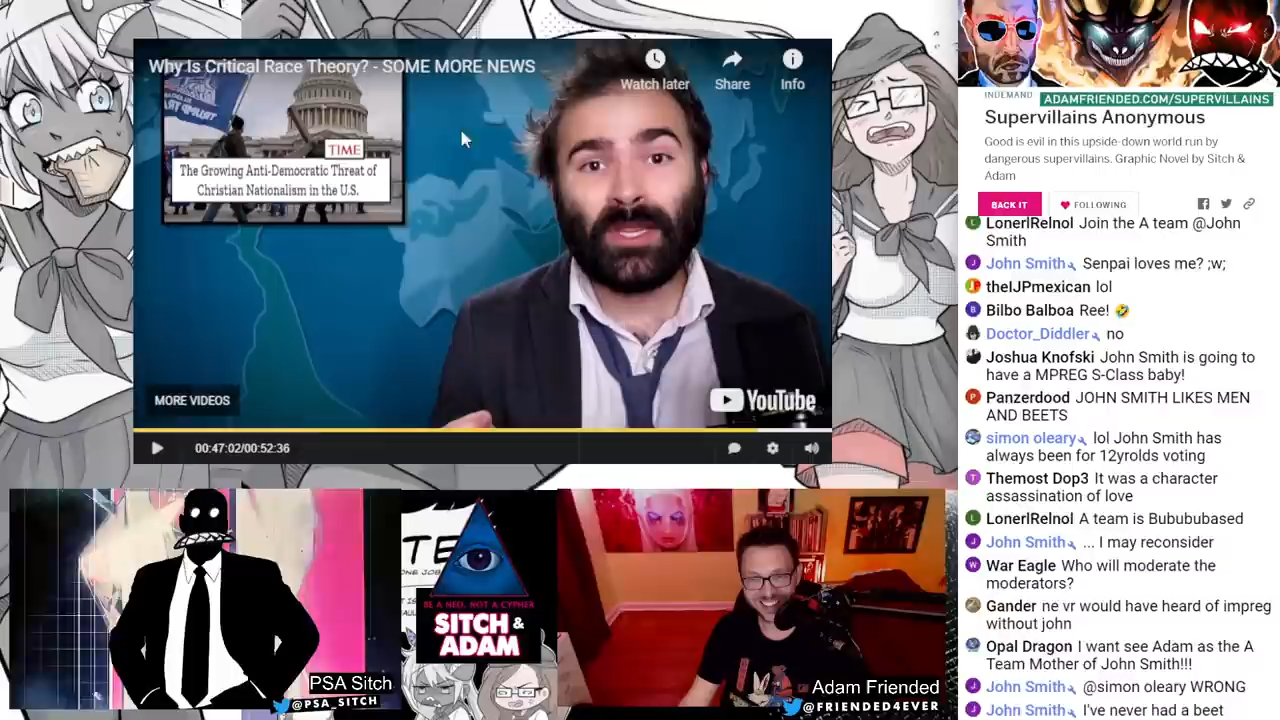 Why Is Critical Race Theory? - SOME MORE NEWS
Watch later
Share
Info
TIME
The Growing Anti-Democratic Threat of
Christian Nationalism in the U.S.
MORE VIDEOS
YouTube
00:47:02/00:52:36
PSA Sitch
@PSA_SITCH
BE A NEO, NOT A CYPHER
SITCH &
ADAM
Adam Friended
@FRIENDED4EVER
INDEMAND
ADAMFRIENDED.COM/SUPERVILLAINS
Supervillains Anonymous
Good is evil in this upside-down world run by
dangerous supervillains. Graphic Novel by Sitch &
Adam
BACK IT
FOLLOWING
LonerlRelnol Join the A team @John
Smith
John Smith Senpai loves me? ;w;
theIJPmexican lol
Bilbo Balboa Ree! 🤣
Doctor_Diddler no
Joshua Knofski John Smith is going to
have a MPREG S-Class baby!
Panzerdood JOHN SMITH LIKES MEN
AND BEETS
simon oleary lol John Smith has
always been for 12yrolds voting
Themost Dop3 It was a character
assassination of love
LonerlRelnol A team is Bubububased
John Smith ... I may reconsider
War Eagle Who will moderate the
moderators?
Gander ne vr would have heard of impreg
without john
Opal Dragon I want see Adam as the A
Team Mother of John Smith!!!
John Smith @simon oleary WRONG
John Smith I've never had a beet